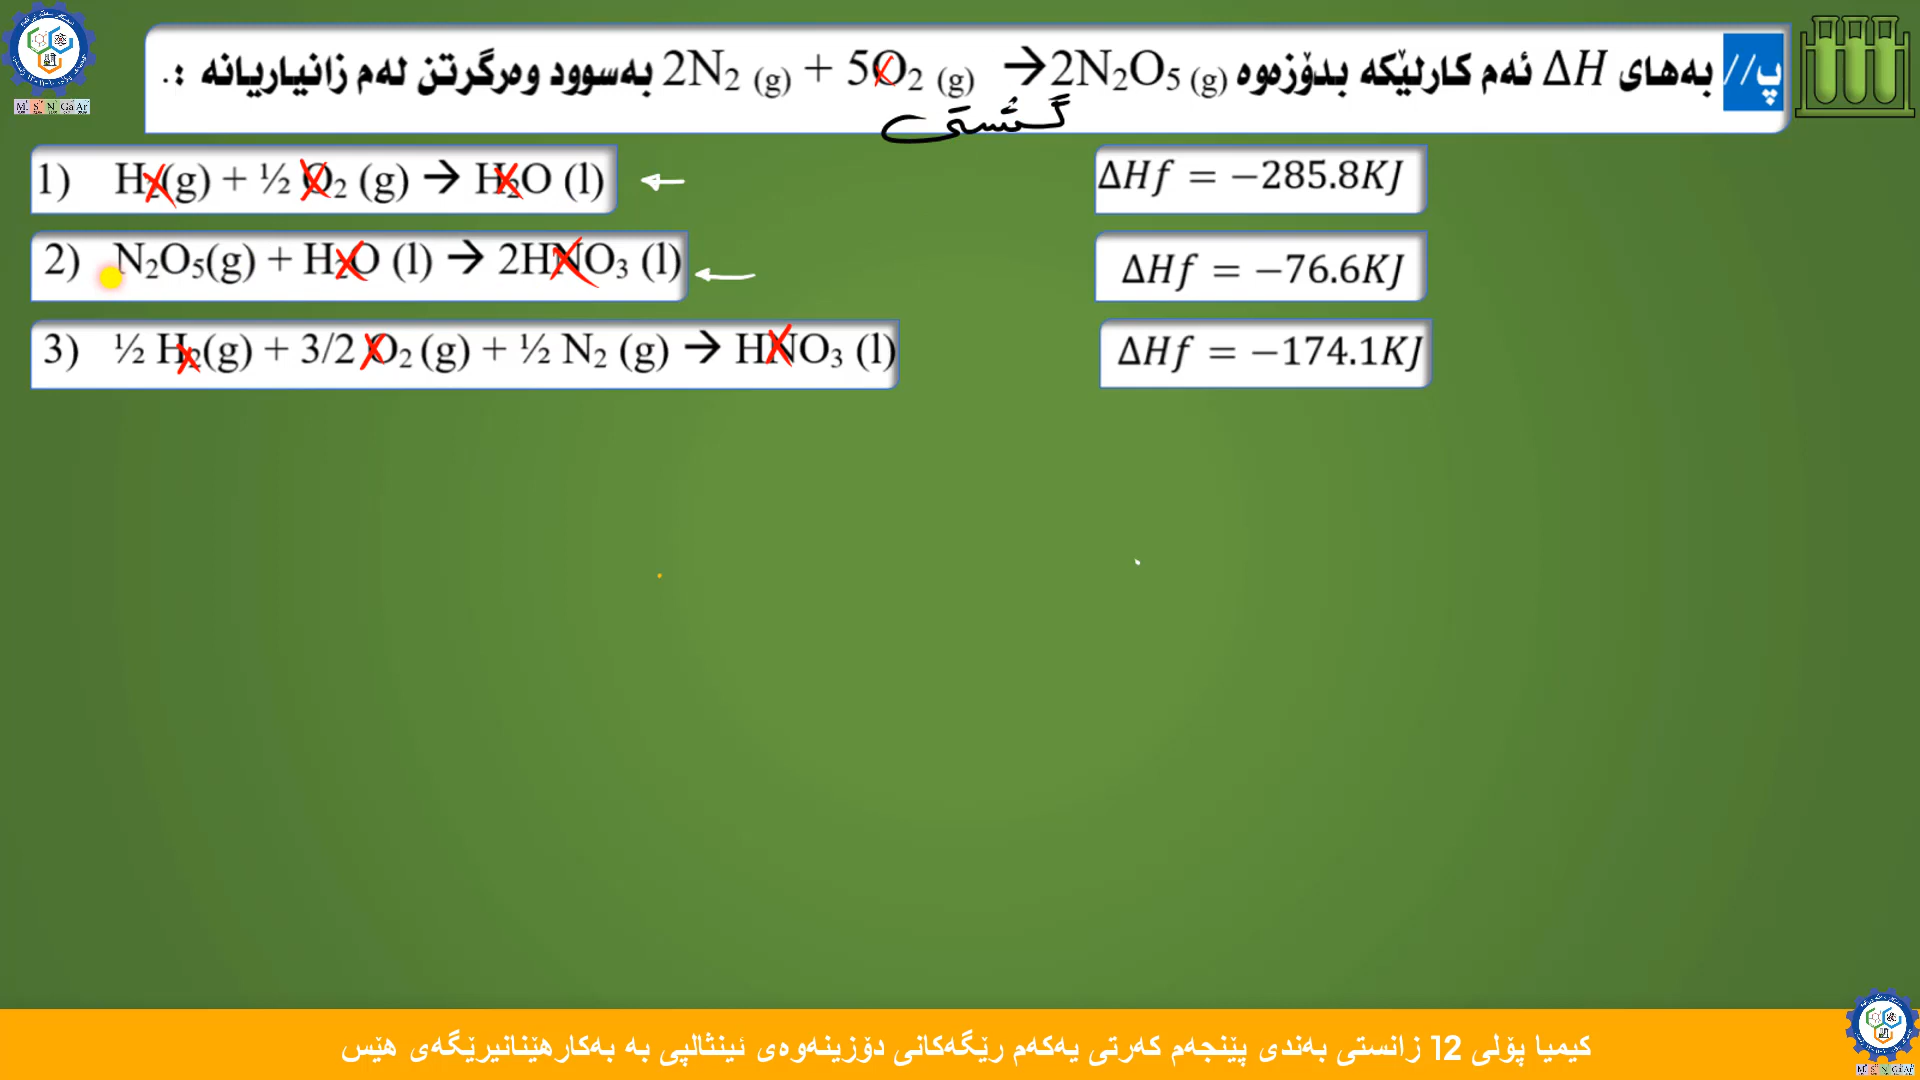 پ// بەهای ΔH ئەم کارلێکە بدۆزەوە 2N₂ (g) + 5O₂ (g) → 2N₂O₅ (g) بەسوود وەرگرتن لەم زانیاریانە :.
گشتی
1) H₂(g) + ½ O₂ (g) → H₂O (l)
ΔHf = −285.8KJ
2) N₂O₅(g) + H₂O (l) → 2HNO₃ (l)
ΔHf = −76.6KJ
3) ½ H₂(g) + 3/2 O₂ (g) + ½ N₂ (g) → HNO₃ (l)
ΔHf = −174.1KJ
کیمیا پۆلی 12 زانستی بەندی پێنجەم کەرتی یەکەم رێگەکانی دۆزینەوەی ئینثالپی بە بەکارهێنانیرێگەی هێس